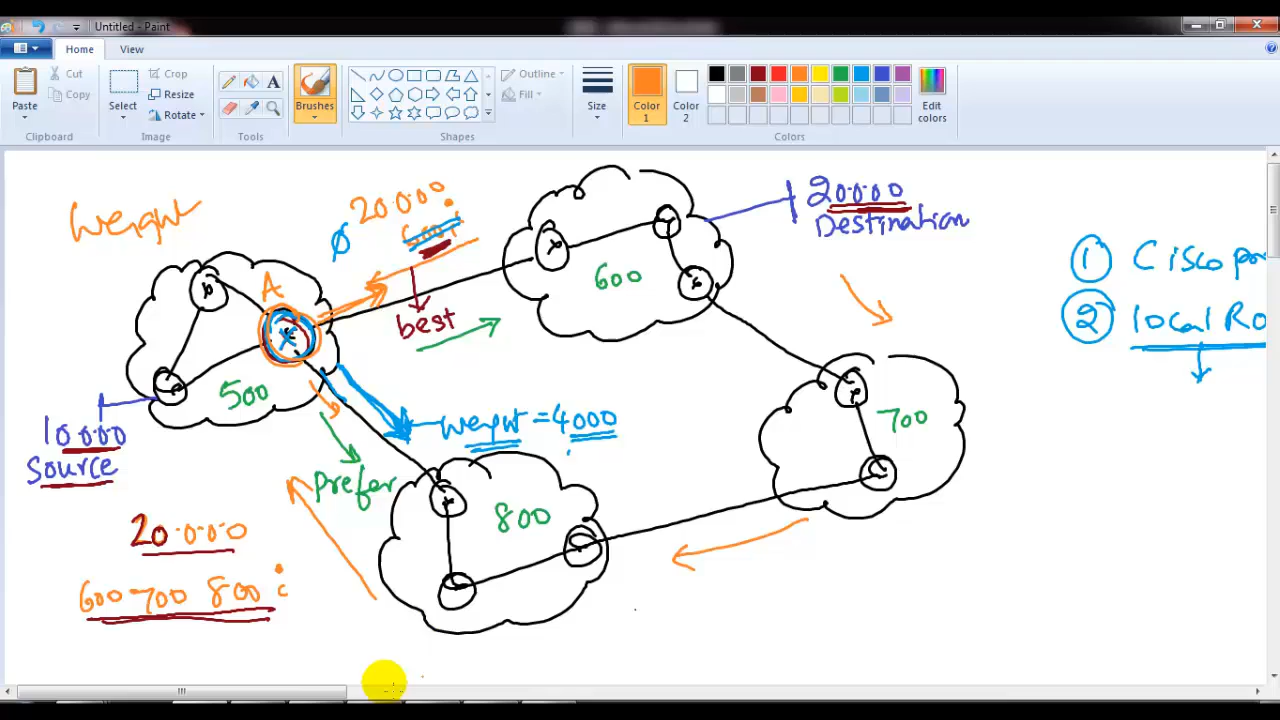 Untitled - Paint
Home
View
Paste
Cut
Copy
Clipboard
Select
Crop
Resize
Rotate
Image
Tools
Brushes
Shapes
Outline
Fill
Size
Color 1
Color 2
Edit colors
Colors
Weight
20.0.0.0
600 i
A
best
500
10.0.0.0
Source
20.0.0.0
600 700 800 i
Prefer
Weight = 4000
600
20.0.0.0
Destination
700
800
1 Cisco pro
2 local Ro